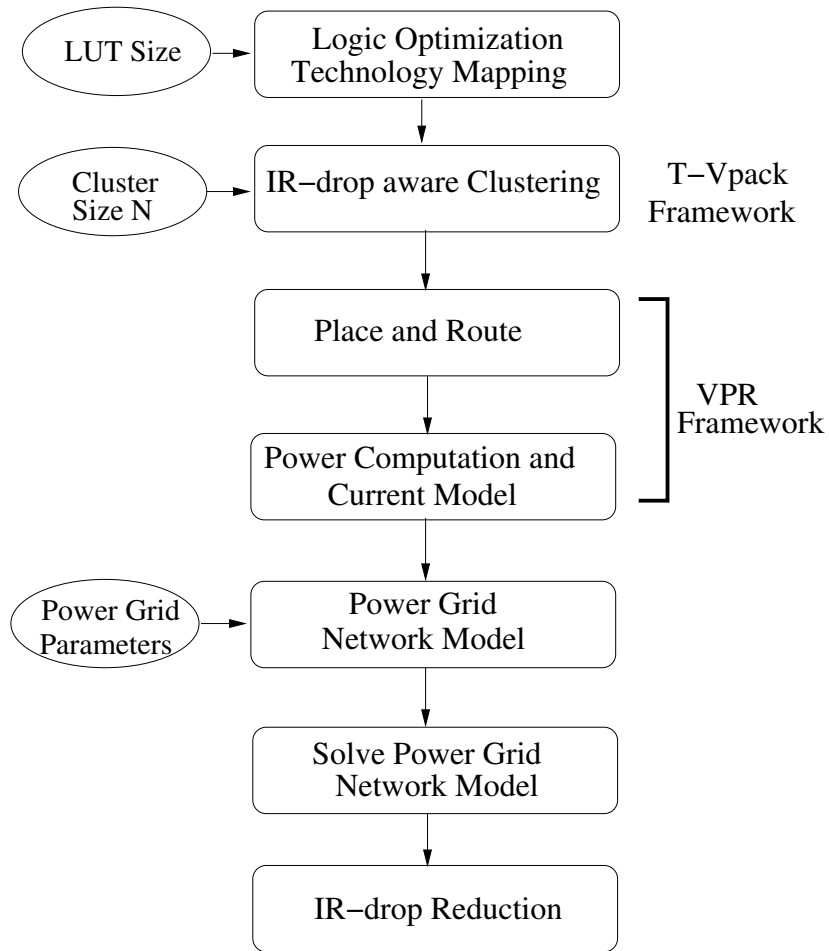 LUT Size
Logic Optimization
Technology Mapping
Cluster
Size N
IR−drop aware Clustering
T−Vpack
Framework
Place and Route
VPR
Framework
Power Computation and
Current Model
Power Grid
Parameters
Power Grid
Network Model
Solve Power Grid
Network Model
IR−drop Reduction